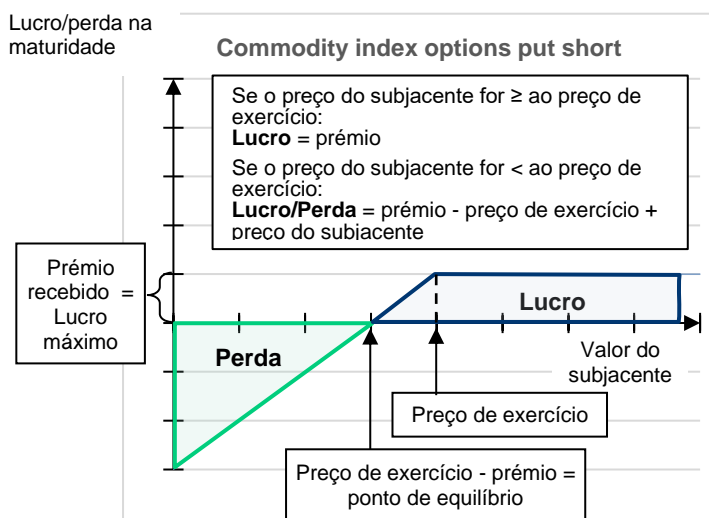 Lucro/perda na
maturidade
Commodity index options put short
Se o preço do subjacente for ≥ ao preço de
exercício:
Lucro = prémio
Se o preço do subjacente for < ao preço de
exercício:
Lucro/Perda = prémio - preço de exercício +
preço do subjacente
Prémio
recebido =
Lucro
máximo
Lucro
Perda
Valor do
subjacente
Preço de exercício
Preço de exercício - prémio =
ponto de equilíbrio